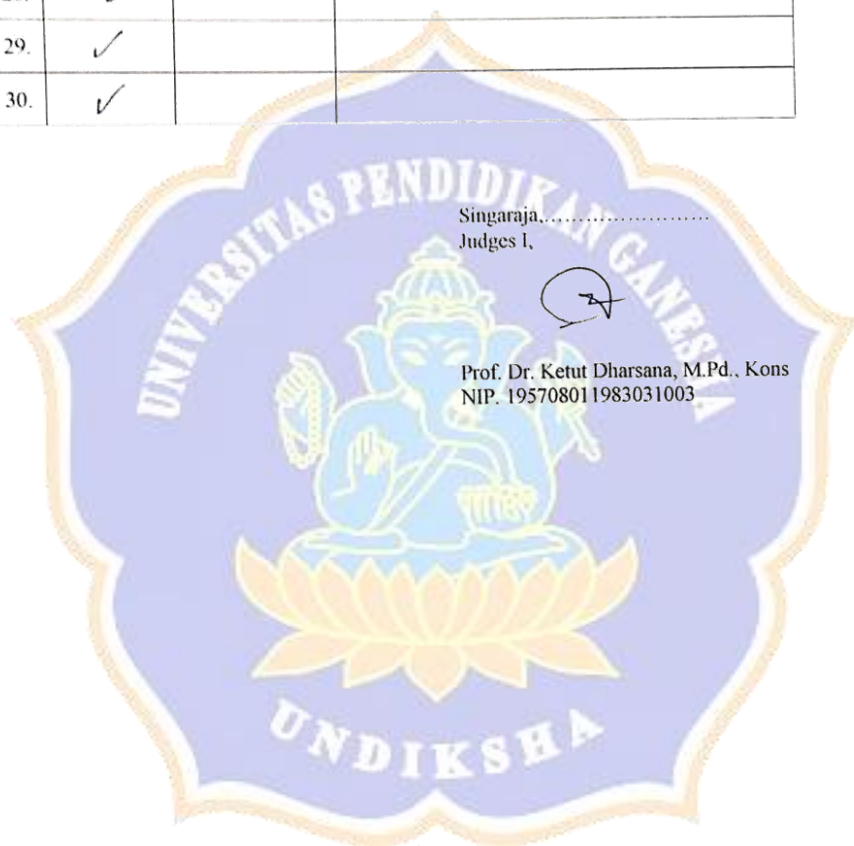 29. ✓
30. ✓
UNIVERSITAS PENDIDIKAN GANESHA
Singaraja,........................
Judges I,
Prof. Dr. Ketut Dharsana, M.Pd., Kons
NIP. 195708011983031003
UNDIKSHA